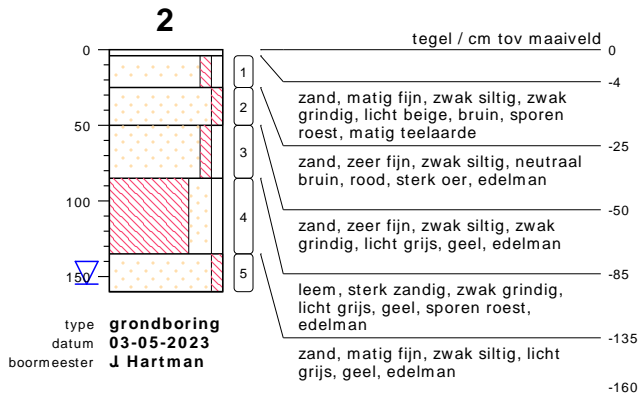 2
tegel / cm tov maaiveld
0
0
-4
1
zand, matig fijn, zwak siltig, zwak
grindig, licht beige, bruin, sporen
roest, matig teelaarde
-25
2
50
zand, zeer fijn, zwak siltig, neutraal
bruin, rood, sterk oer, edelman
-50
3
zand, zeer fijn, zwak siltig, zwak
grindig, licht grijs, geel, edelman
-85
100
4
leem, sterk zandig, zwak grindig,
licht grijs, geel, sporen roest,
edelman
-135
150
5
zand, matig fijn, zwak siltig, licht
grijs, geel, edelman
-160
type grondboring
datum 03-05-2023
boormeester J. Hartman